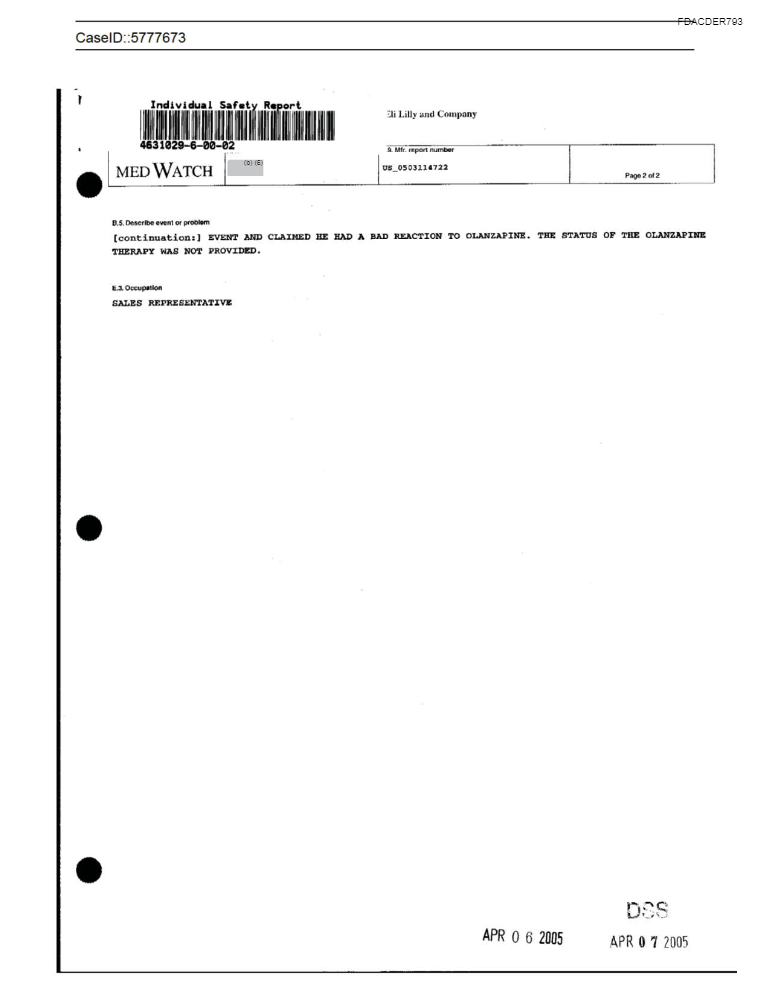 FDACDER793
CaseID::5777673
Individual Safety Report
4631029-6-00-02
Eli Lilly and Company
MEDWATCH
(b) (6)
9. Mfr. report number
US_0503114722
Page 2 of 2
B.5. Describe event or problem
[continuation:] EVENT AND CLAIMED HE HAD A BAD REACTION TO OLANZAPINE. THE STATUS OF THE OLANZAPINE
THERAPY WAS NOT PROVIDED.
E.3. Occupation
SALES REPRESENTATIVE
DSS
APR 0 6 2005
APR 0 7 2005